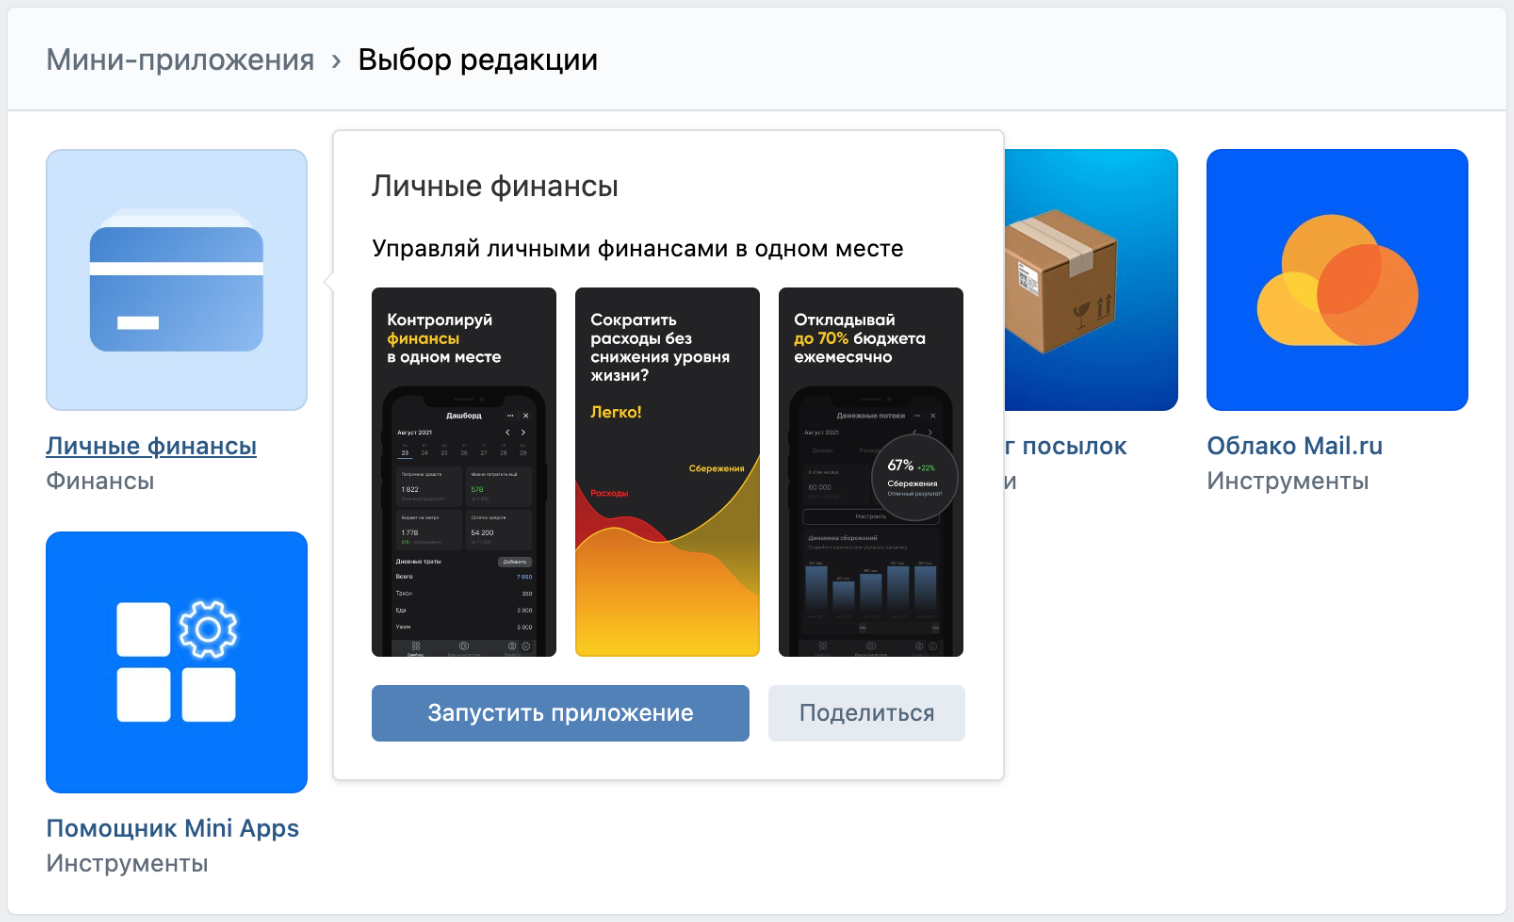 Мини-приложения › Выбор редакции
Личные финансы
Финансы
Личные финансы
Управляй личными финансами в одном месте
Контролируй
финансы
в одном месте
Дашборд
Август 2021
23 24 25 26 27 28 29
1 822
578
1 778
54 200
Дневные траты
Добавить
Всего 7 850
Такси 350
Еда 2 000
Ужин 5 000
Сократить
расходы без
снижения уровня
жизни?
Легко!
Сбережения
Расходы
Откладывай
до 70% бюджета
ежемесячно
Денежные потоки
Август 2021
67% +22%
Сбережения
Отличный результат!
60 000
Настроить
Динамика сбережений
Запустить приложение
Поделиться
г посылок
и
Облако Mail.ru
Инструменты
Помощник Mini Apps
Инструменты